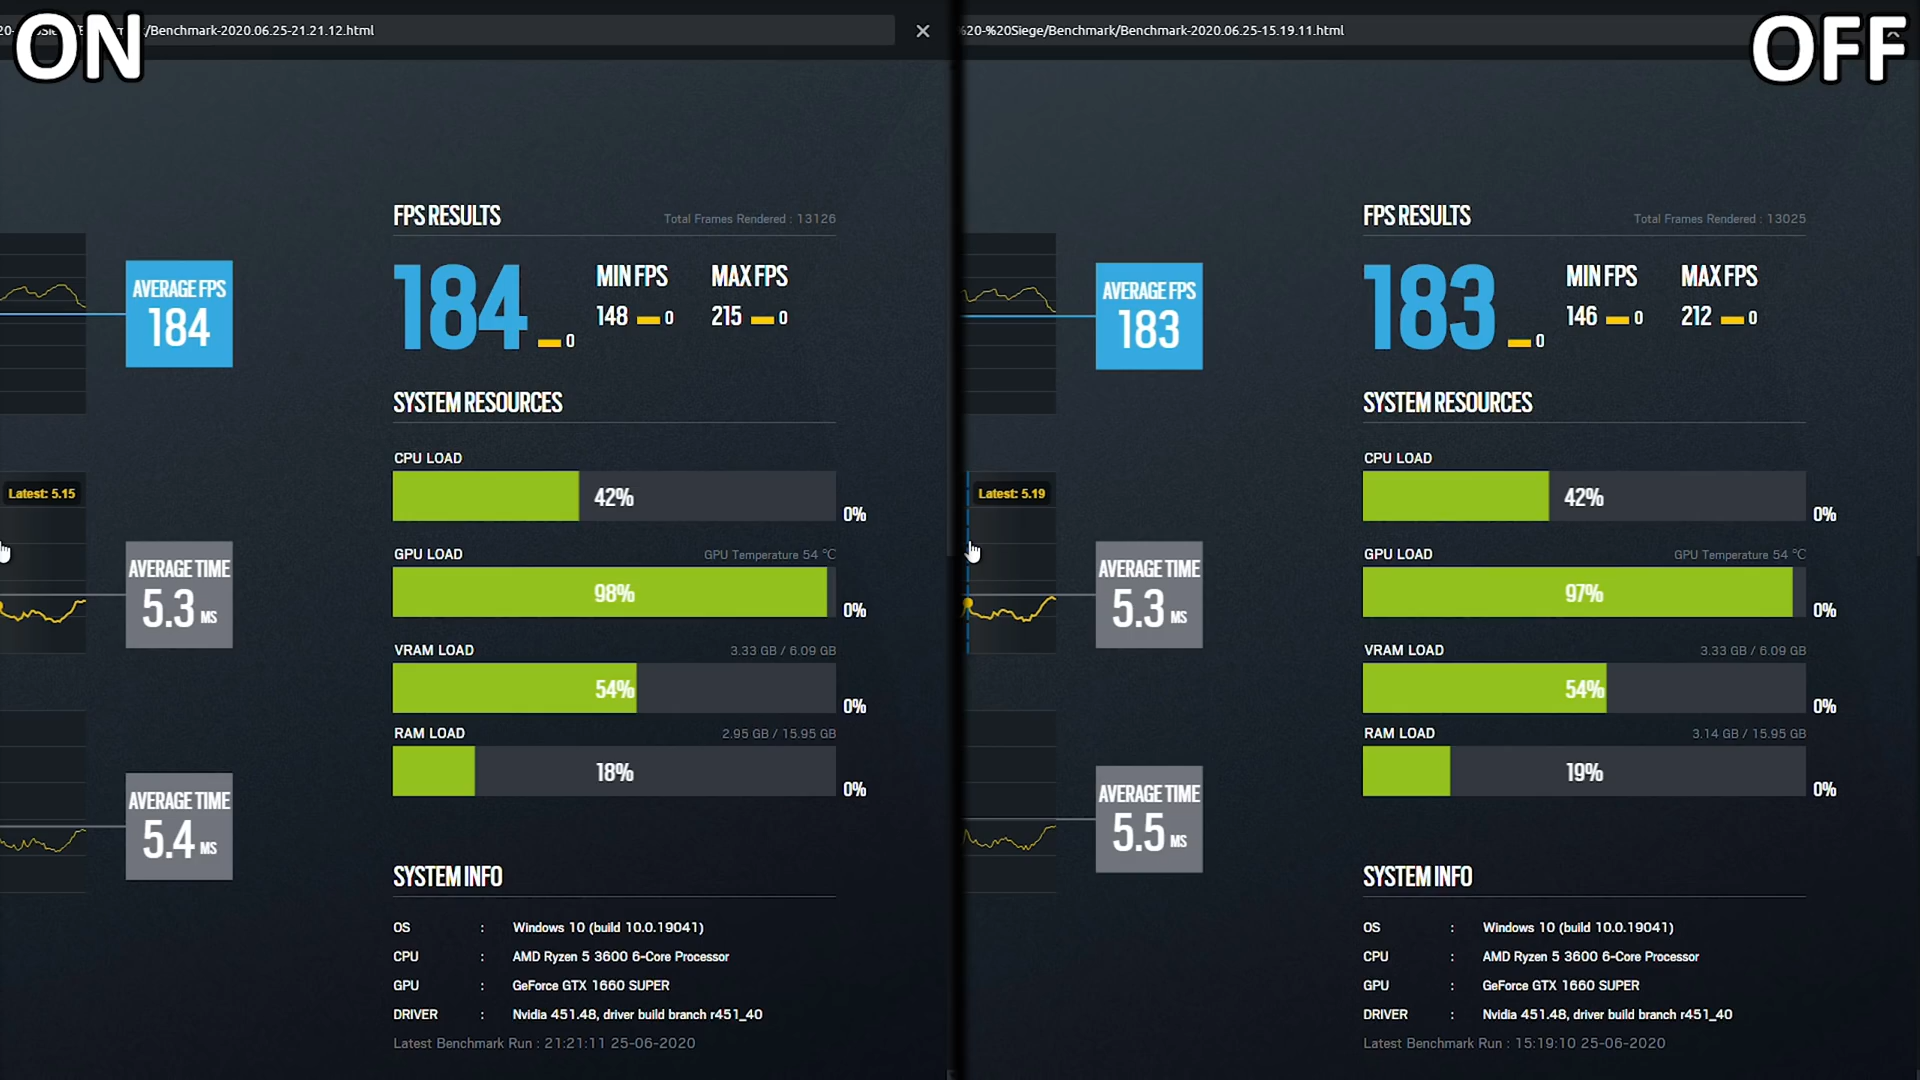 ON
/Benchmark-2020.06.25-21.21.12.html
FPS RESULTS
Total Frames Rendered : 13126
AVERAGE FPS
184
184
0
MIN FPS
148 0
MAX FPS
215 0
SYSTEM RESOURCES
CPU LOAD
42%
0%
Latest: 5.15
GPU LOAD
GPU Temperature 54 °C
98%
0%
AVERAGE TIME
5.3 MS
VRAM LOAD
3.33 GB / 6.09 GB
54%
0%
RAM LOAD
2.95 GB / 15.95 GB
18%
0%
AVERAGE TIME
5.4 MS
SYSTEM INFO
OS : Windows 10 (build 10.0.19041)
CPU : AMD Ryzen 5 3600 6-Core Processor
GPU : GeForce GTX 1660 SUPER
DRIVER : Nvidia 451.48, driver build branch r451_40
Latest Benchmark Run : 21:21:11 25-06-2020
OFF
%20-%20Siege/Benchmark/Benchmark-2020.06.25-15.19.11.html
FPS RESULTS
Total Frames Rendered : 13025
AVERAGE FPS
183
183
0
MIN FPS
146 0
MAX FPS
212 0
SYSTEM RESOURCES
CPU LOAD
42%
0%
Latest: 5.19
GPU LOAD
GPU Temperature 54 °C
97%
0%
AVERAGE TIME
5.3 MS
VRAM LOAD
3.33 GB / 6.09 GB
54%
0%
RAM LOAD
3.14 GB / 15.95 GB
19%
0%
AVERAGE TIME
5.5 MS
SYSTEM INFO
OS : Windows 10 (build 10.0.19041)
CPU : AMD Ryzen 5 3600 6-Core Processor
GPU : GeForce GTX 1660 SUPER
DRIVER : Nvidia 451.48, driver build branch r451_40
Latest Benchmark Run : 15:19:10 25-06-2020